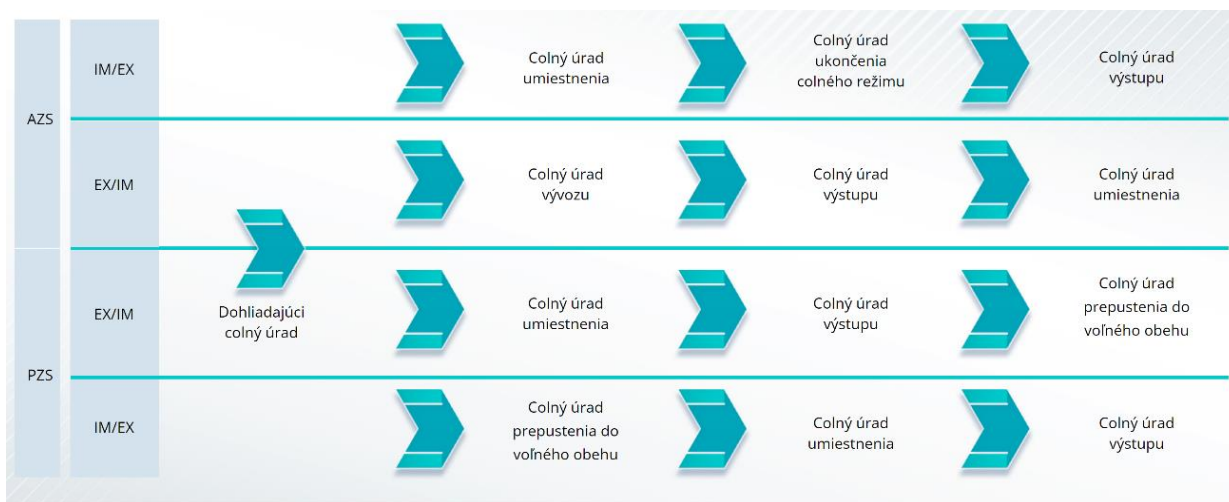 AZS
IM/EX
Colný úrad
umiestnenia
Colný úrad
ukončenia
colného režimu
Colný úrad
výstupu
EX/IM
Colný úrad
vývozu
Colný úrad
výstupu
Colný úrad
umiestnenia
Dohliadajúci
colný úrad
PZS
EX/IM
Colný úrad
umiestnenia
Colný úrad
výstupu
Colný úrad
prepustenia do
voľného obehu
IM/EX
Colný úrad
prepustenia do
voľného obehu
Colný úrad
umiestnenia
Colný úrad
výstupu